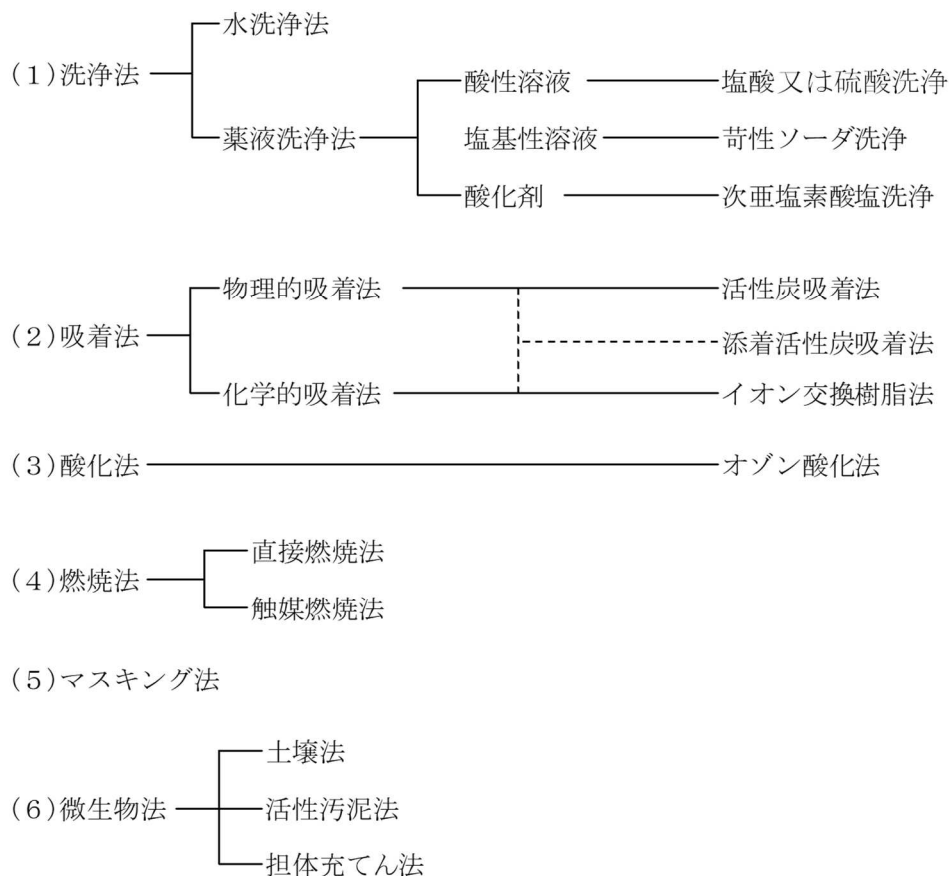 水洗浄法
(1)洗浄法
酸性溶液
塩酸又は硫酸洗浄
薬液洗浄法
塩基性溶液
苛性ソーダ洗浄
酸化剤
次亜塩素酸塩洗浄
物理的吸着法
活性炭吸着法
(2)吸着法
添着活性炭吸着法
化学的吸着法
イオン交換樹脂法
(3)酸化法
オゾン酸化法
直接燃焼法
(4)燃焼法
触媒燃焼法
(5)マスキング法
土壌法
(6)微生物法
活性汚泥法
担体充てん法